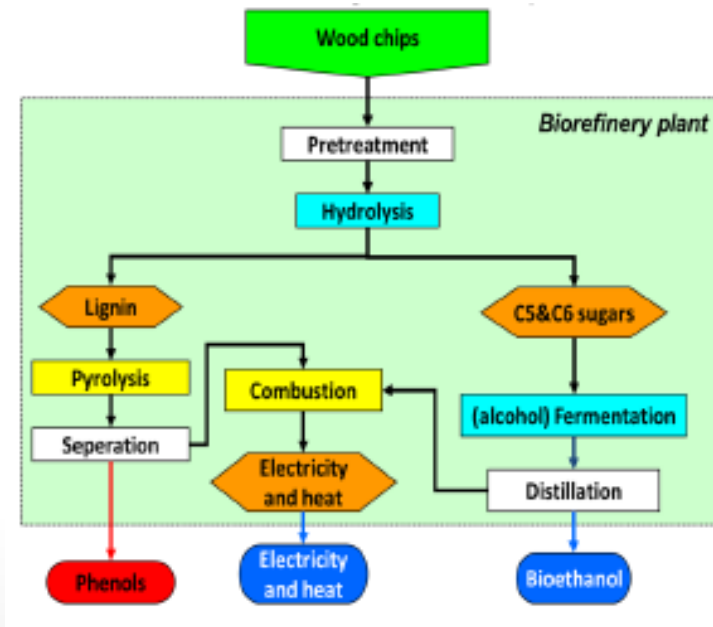 Wood chips
Biorefinery plant
Pretreatment
Hydrolysis
Lignin
C5&C6 sugars
Pyrolysis
Combustion
(alcohol) Fermentation
Seperation
Electricity
and heat
Distillation
Phenols
Electricity
and heat
Bioethanol